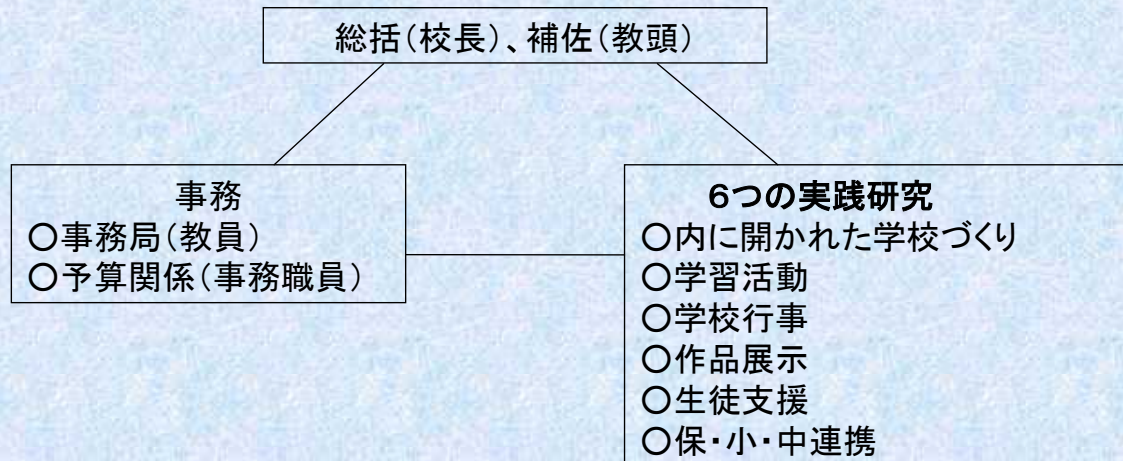 総括(校長)、補佐(教頭)
事務
○事務局(教員)
○予算関係(事務職員)
6つの実践研究
○内に開かれた学校づくり
○学習活動
○学校行事
○作品展示
○生徒支援
○保・小・中連携